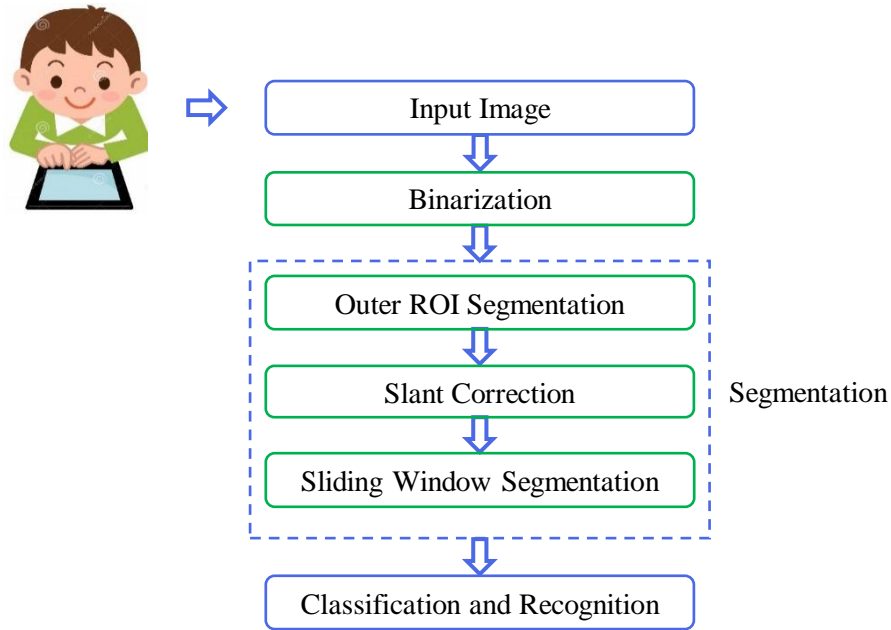 Input Image
Binarization
Outer ROI Segmentation
Slant Correction
Segmentation
Sliding Window Segmentation
Classification and Recognition